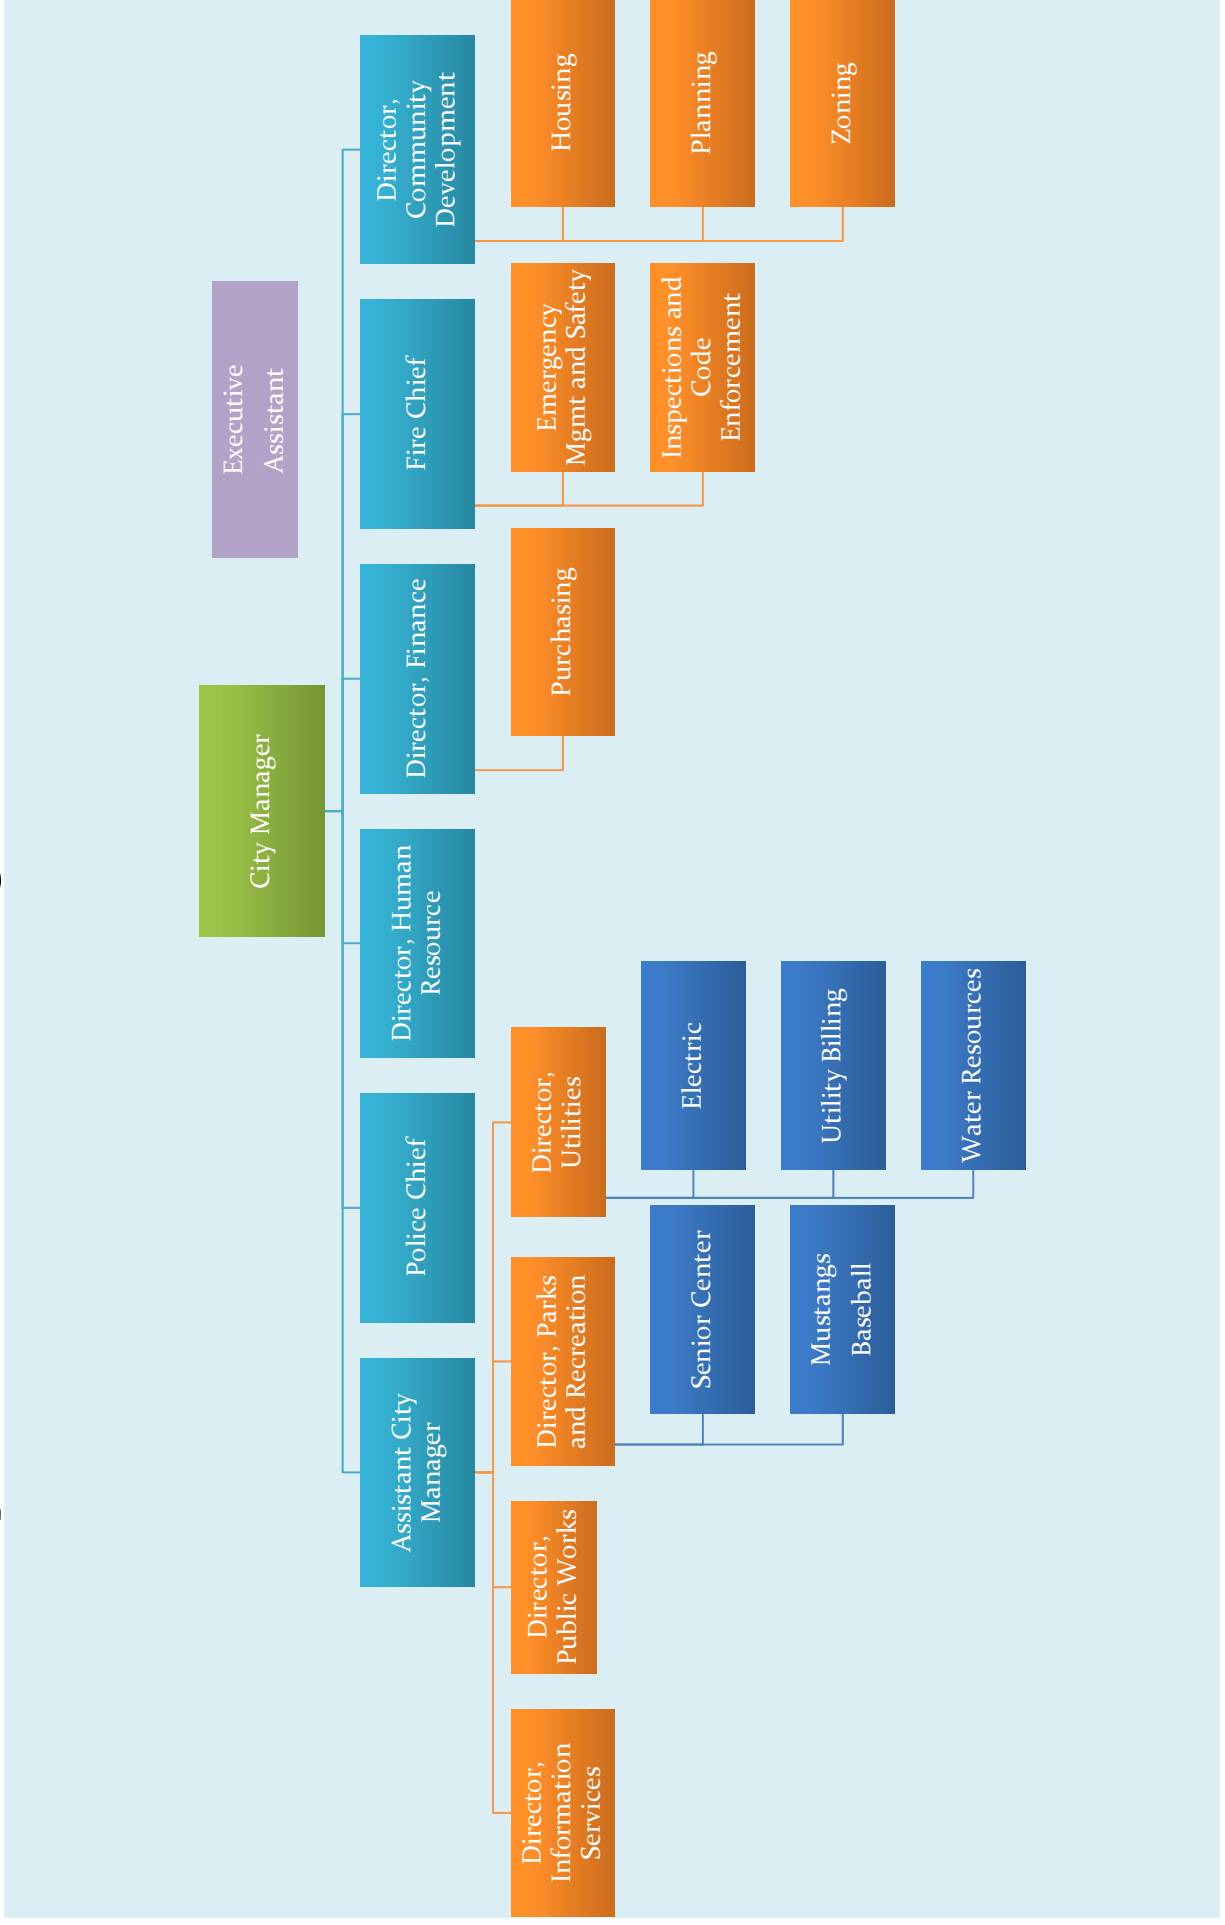 City Manager
Executive
Assistant
Assistant City
Manager
Police Chief
Director, Human
Resource
Director, Finance
Fire Chief
Director,
Community
Development
Director,
Information
Services
Director,
Public Works
Director, Parks
and Recreation
Director,
Utilities
Purchasing
Emergency
Mgmt and Safety
Housing
Senior Center
Electric
Inspections and
Code
Enforcement
Planning
Mustangs
Baseball
Utility Billing
Zoning
Water Resources